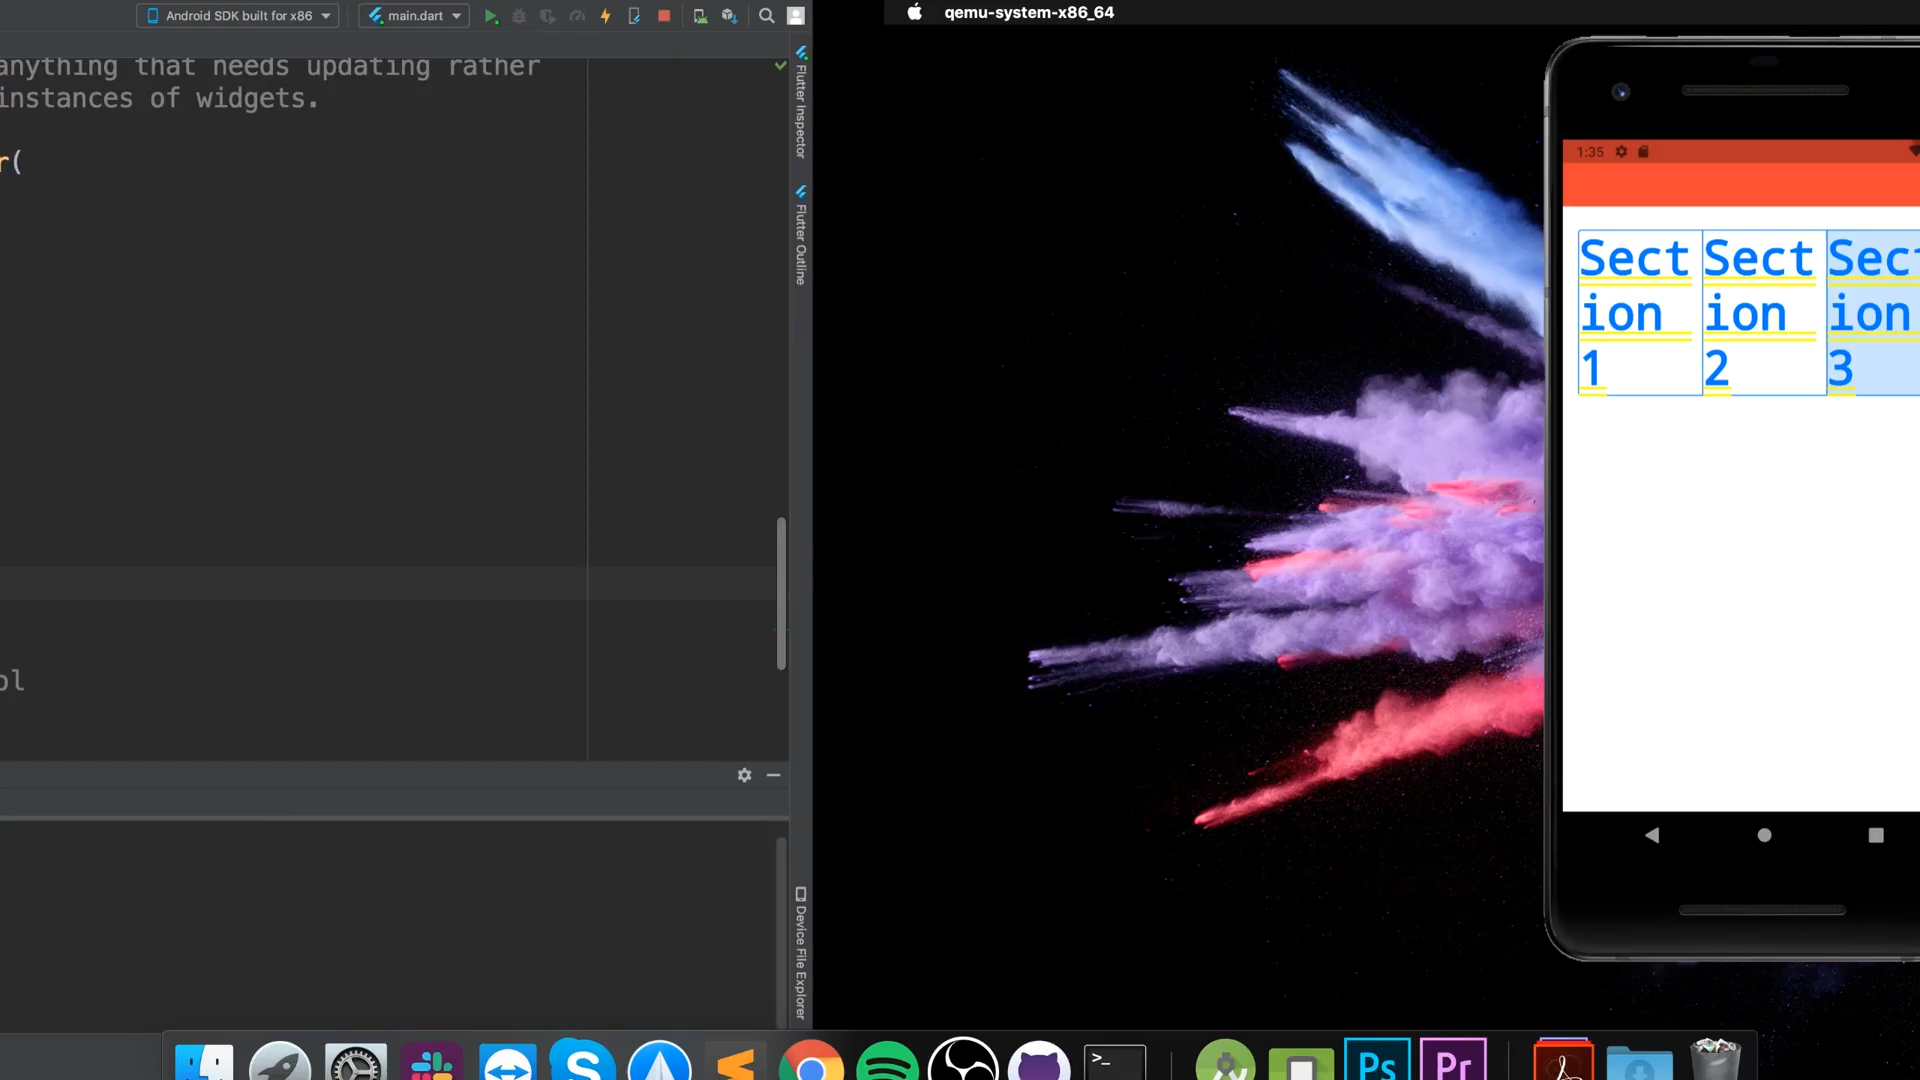 Android SDK built for x86
main.dart
qemu-system-x86_64
anything that needs updating rather
instances of widgets.
r(
ol
Flutter Inspector
Flutter Outline
Device File Explorer
1:35
Sect
ion
1
Sect
ion
2
Sect
ion
3
>_
Ps
Pr